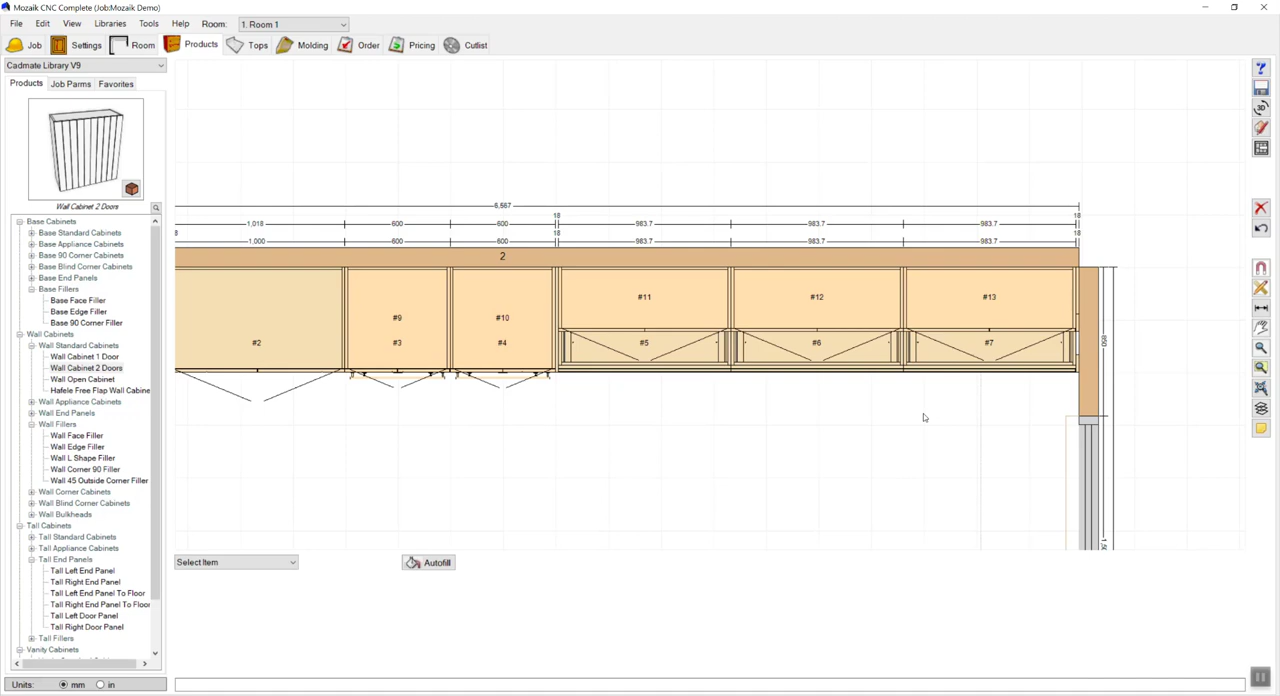 Mozaik CNC Complete (Job:Mozaik Demo)
File Edit View Libraries Tools Help Room: 1. Room 1
Job Settings Room Products Tops Molding Order Pricing Cutlist
Cadmate Library V9
Products Job Parms Favorites
Wall Cabinet 2 Doors
Base Cabinets
Base Standard Cabinets
Base Appliance Cabinets
Base 90 Corner Cabinets
Base Blind Corner Cabinets
Base End Panels
Base Fillers
Base Face Filler
Base Edge Filler
Base 90 Corner Filler
Wall Cabinets
Wall Standard Cabinets
Wall Cabinet 1 Door
Wall Cabinet 2 Doors
Wall Open Cabinet
Hafele Free Flap Wall Cabine
Wall Appliance Cabinets
Wall End Panels
Wall Fillers
Wall Face Filler
Wall Edge Filler
Wall L Shape Filler
Wall Corner 90 Filler
Wall 45 Outside Corner Filler
Wall Corner Cabinets
Wall Blind Corner Cabinets
Wall Bulkheads
Tall Cabinets
Tall Standard Cabinets
Tall Appliance Cabinets
Tall End Panels
Tall Left End Panel
Tall Right End Panel
Tall Left End Panel To Floor
Tall Right End Panel To Floor
Tall Left Door Panel
Tall Right Door Panel
Tall Fillers
Vanity Cabinets
Units: mm in
6,567
18 18
1,018 600 600 983.7 983.7 983.7
8 1,000 600 600 18 983.7 983.7 983.7 18
2
#11 #12 #13
#9 #10
#2 #3 #4 #5 #6 #7
850
3D
Select Item Autofill